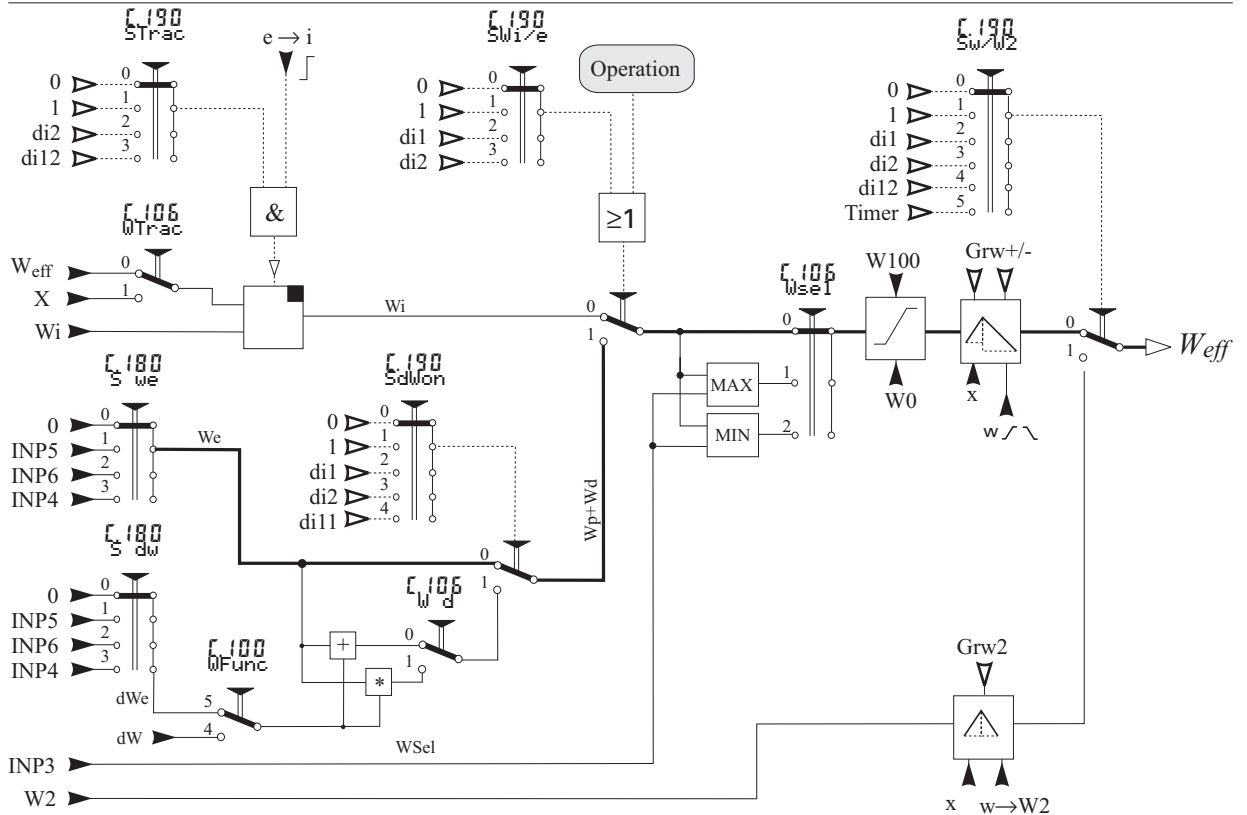 C.190
STrac
0
1
di2
di12
0
1
2
3
e → i
C.190
SWi/e
0
1
di1
di2
0
1
2
3
Operation
C.190
Sw/W2
0
1
di1
di2
di12
Timer
0
1
2
3
4
5
&
≥1
C.106
WTrac
Weff
X
Wi
0
1
Wi
0
1
C.106
Wsel
0
1
2
MAX
MIN
W100
W0
Grw+/-
x
w
0
1
Weff
C.180
S we
0
INP5
INP6
INP4
0
1
2
3
We
C.190
SdWon
0
1
di1
di2
di11
0
1
2
3
4
Wp+Wd
C.180
S dw
0
INP5
INP6
INP4
0
1
2
3
dWe
C.100
WFunc
5
4
dW
+
*
C.106
W d
0
1
0
1
WSel
INP3
W2
Grw2
x
w→W2